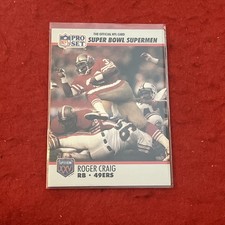 PRO SET
THE OFFICIAL NFL CARD
SUPER BOWL SUPERMEN
ROGER CRAIG
RB • 49ERS